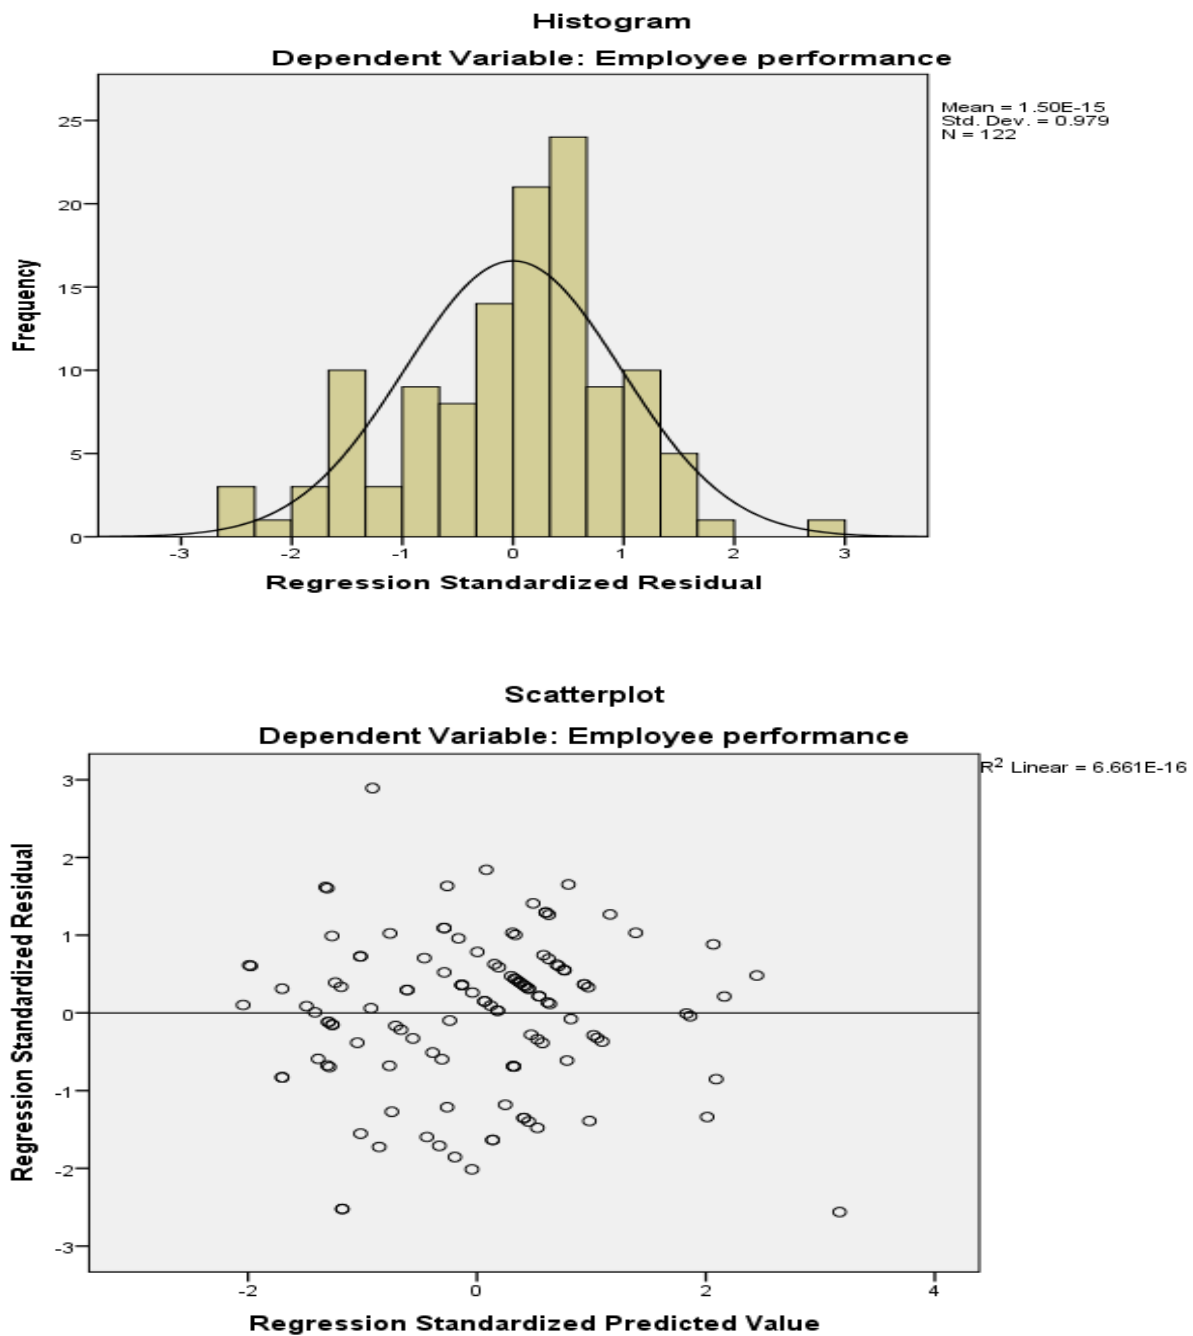 Histogram
Dependent Variable: Employee performance
Mean = 1.50E-15
Std. Dev. = 0.979
N = 122
Frequency
25
20
15
10
5
0
-3 -2 -1 0 1 2 3
Regression Standardized Residual
Scatterplot
Dependent Variable: Employee performance
R² Linear = 6.661E-16
Regression Standardized Residual
3
2
1
0
-1
-2
-3
-2 0 2 4
Regression Standardized Predicted Value